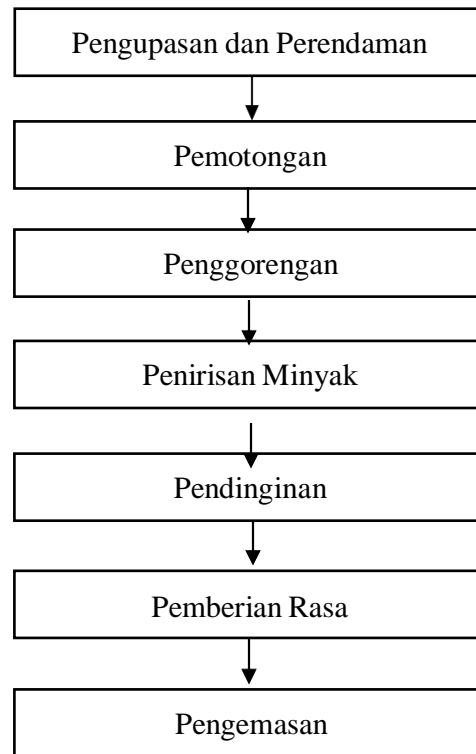 Pengupasan dan Perendaman
Pemotongan
Penggorengan
Penirisan Minyak
Pendinginan
Pemberian Rasa
Pengemasan